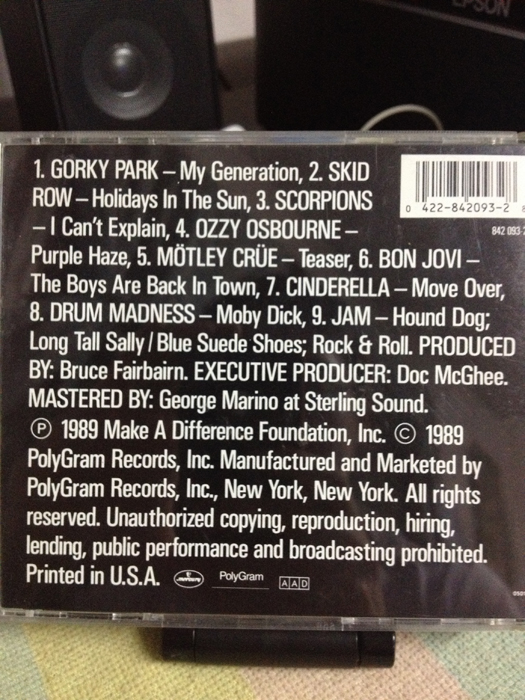 EPSON
1. GORKY PARK – My Generation, 2. SKID
ROW – Holidays In The Sun, 3. SCORPIONS
– I Can't Explain, 4. OZZY OSBOURNE –
Purple Haze, 5. MÖTLEY CRÜE – Teaser, 6. BON JOVI –
The Boys Are Back In Town, 7. CINDERELLA – Move Over,
8. DRUM MADNESS – Moby Dick, 9. JAM – Hound Dog;
Long Tall Sally / Blue Suede Shoes; Rock & Roll. PRODUCED
BY: Bruce Fairbairn. EXECUTIVE PRODUCER: Doc McGhee.
MASTERED BY: George Marino at Sterling Sound.
℗ 1989 Make A Difference Foundation, Inc. © 1989
PolyGram Records, Inc. Manufactured and Marketed by
PolyGram Records, Inc., New York, New York. All rights
reserved. Unauthorized copying, reproduction, hiring,
lending, public performance and broadcasting prohibited.
Printed in U.S.A. PolyGram AAD
0 422-842093-2
842 093-2